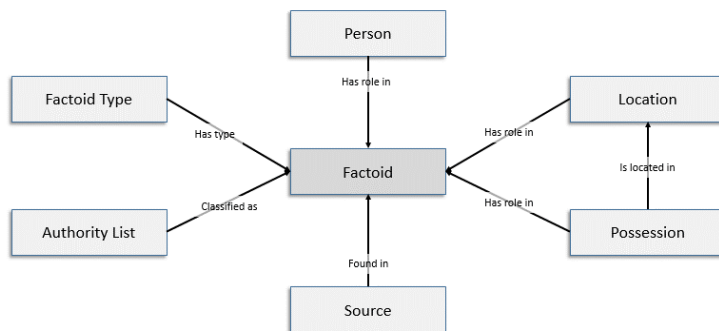 Person
Has role in
Factoid Type
Location
Has type
Has role in
Factoid
Is located in
Classified as
Has role in
Authority List
Possession
Found in
Source